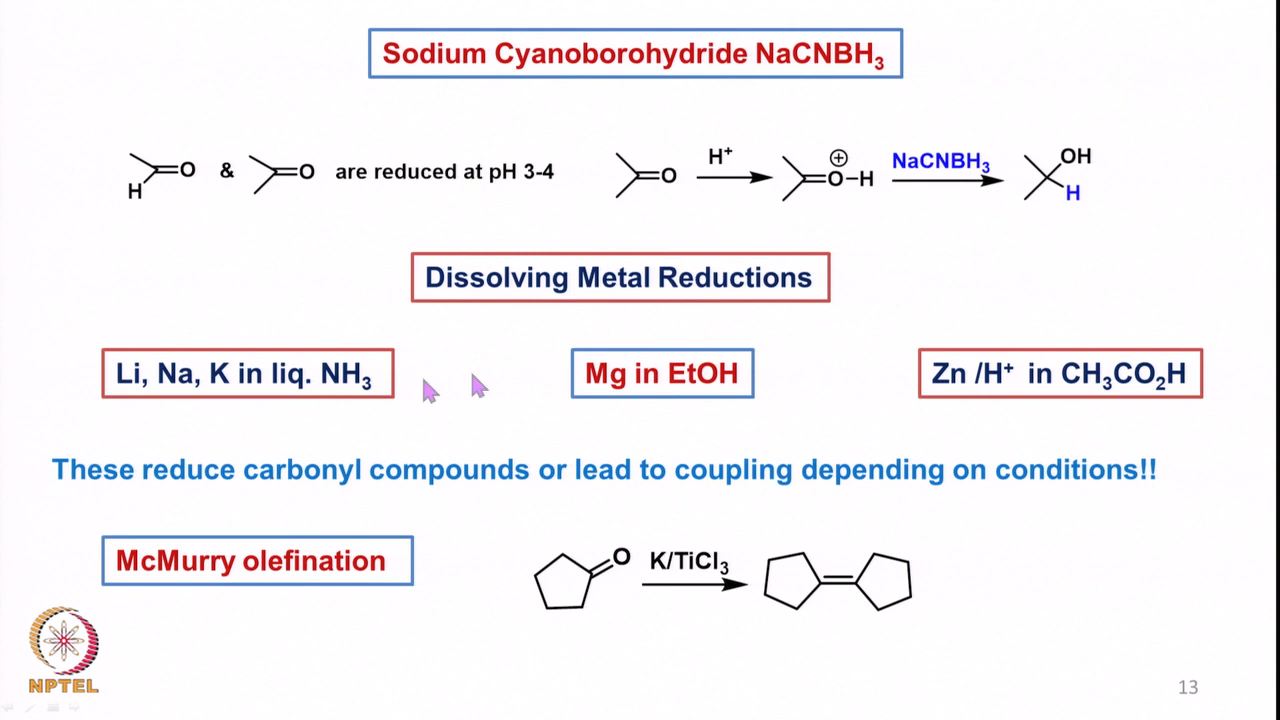 Sodium Cyanoborohydride NaCNBH₃
H O & O are reduced at pH 3-4
O H⁺ ⊕ O–H NaCNBH₃ OH H
Dissolving Metal Reductions
Li, Na, K in liq. NH₃
Mg in EtOH
Zn /H⁺ in CH₃CO₂H
These reduce carbonyl compounds or lead to coupling depending on conditions!!
McMurry olefination
O K/TiCl₃
NPTEL
13